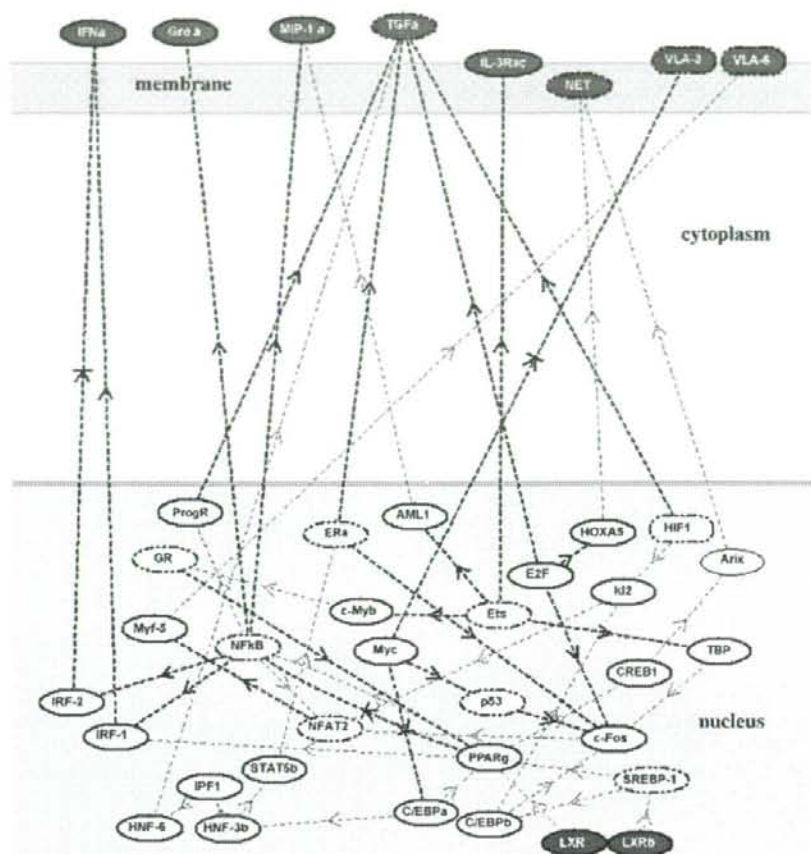 IFNa
Gro a
MIP-1 a
TGFa
IL-3Rac
VLA-3
VLA-6
membrane
NET
cytoplasm
ProgR
AML1
ERa
HOXA5
HIF1
GR
E2F
Arix
Id2
c-Myb
Ets
Myf-5
NFkB
Myc
TBP
CREB1
IRF-2
p53
nucleus
IRF-1
NFAT2
c-Fos
PPARg
STAT5b
SREBP-1
IPF1
HNF-6
HNF-3b
C/EBPa
C/EBPb
LXR
LXRb